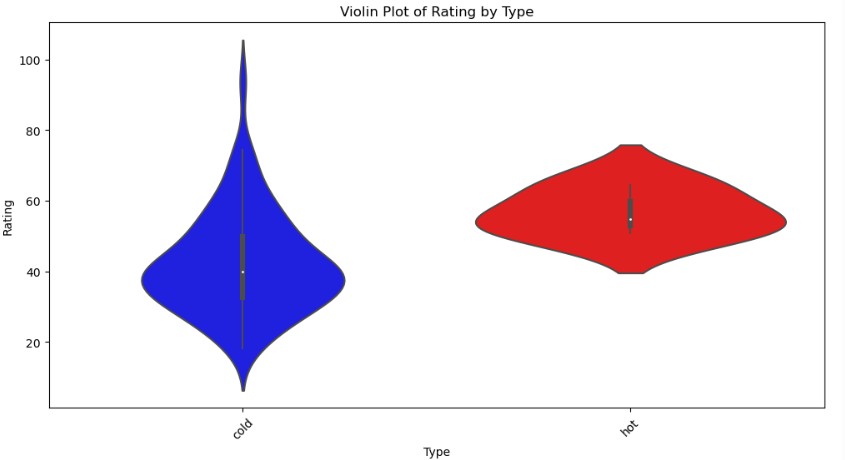 Violin Plot of Rating by Type
100
80
60
40
20
Rating
cold
hot
Type